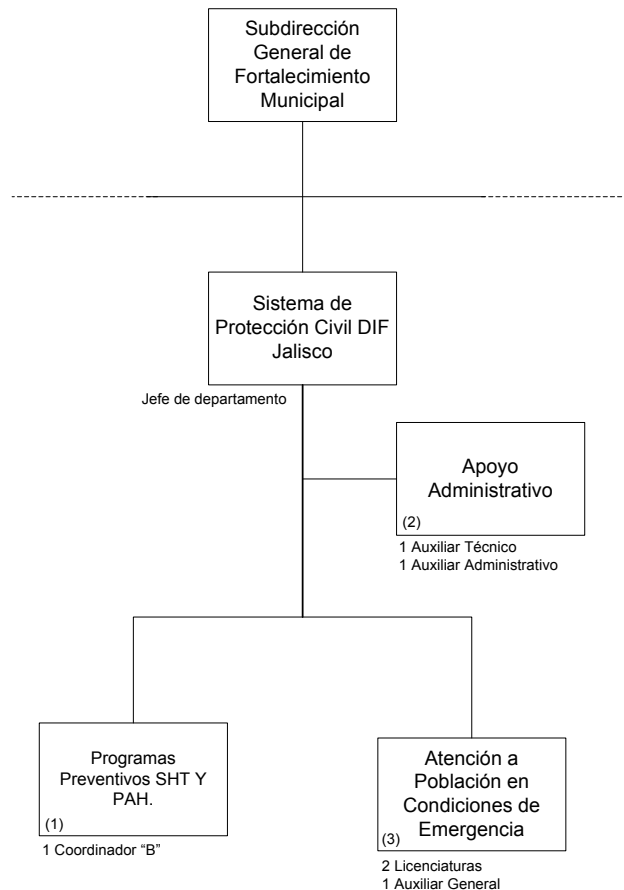 Subdirección
General de
Fortalecimiento
Municipal
Sistema de
Protección Civil DIF
Jalisco
Jefe de departamento
Apoyo
Administrativo
(2)
1 Auxiliar Técnico
1 Auxiliar Administrativo
Programas
Preventivos SHT Y
PAH.
(1)
1 Coordinador “B”
Atención a
Población en
Condiciones de
Emergencia
(3)
2 Licenciaturas
1 Auxiliar General